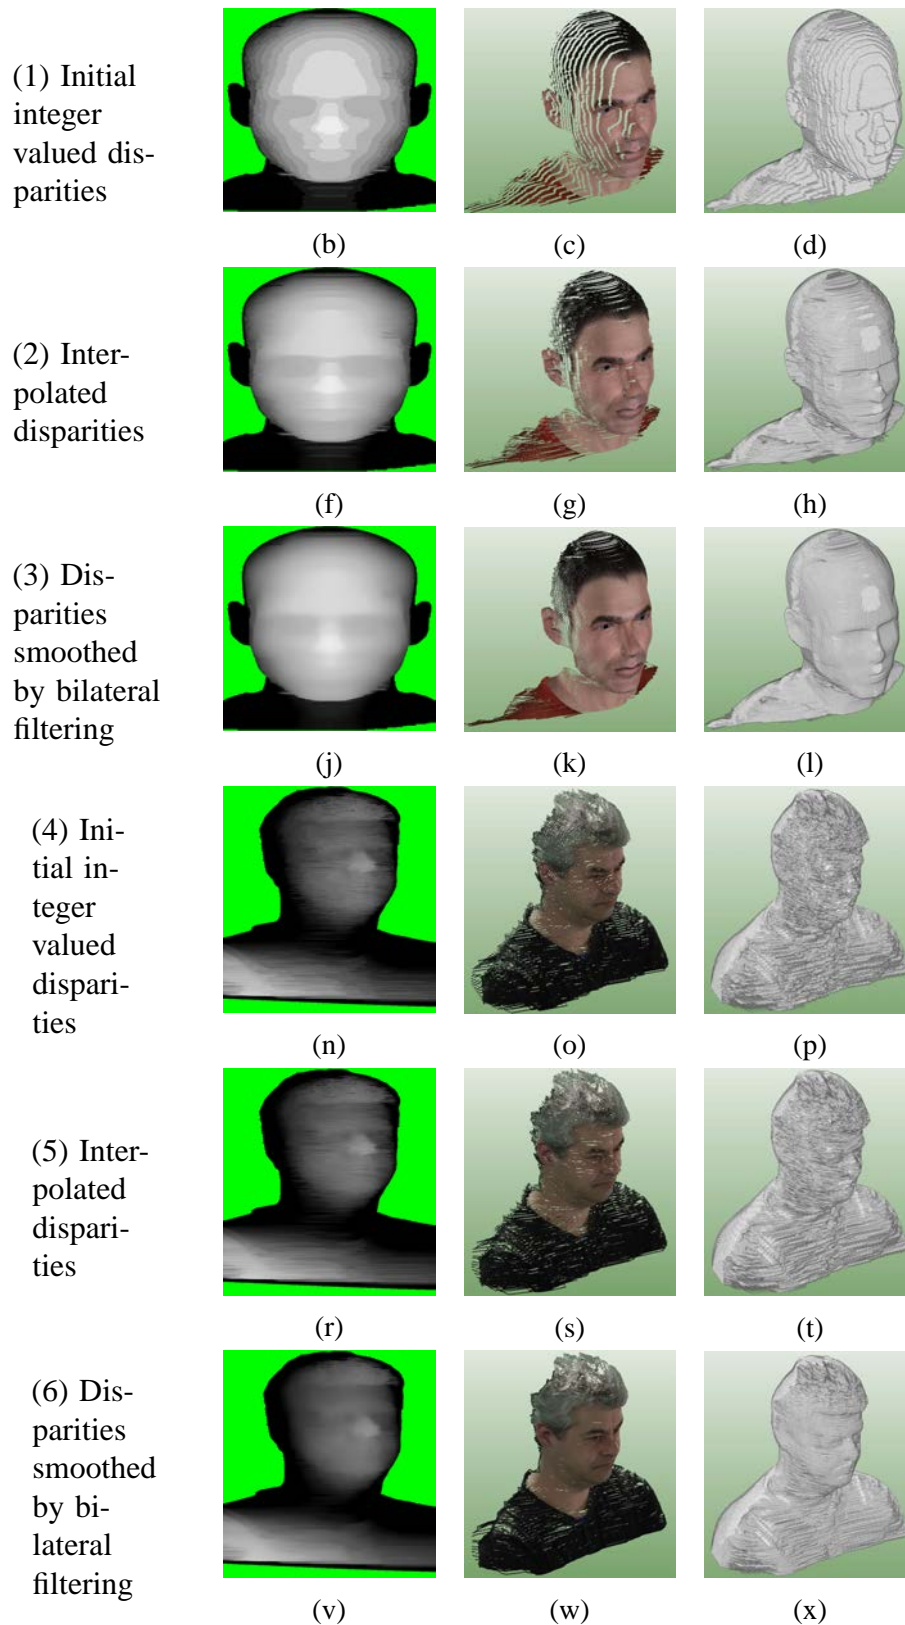 (1) Initial
integer
valued dis-
parities
(b)
(c)
(d)
(2) Inter-
polated
disparities
(f)
(g)
(h)
(3) Dis-
parities
smoothed
by bilateral
filtering
(j)
(k)
(l)
(4) Ini-
tial in-
teger
valued
dispari-
ties
(n)
(o)
(p)
(5) Inter-
polated
dispari-
ties
(r)
(s)
(t)
(6) Dis-
parities
smoothed
by bi-
lateral
filtering
(v)
(w)
(x)